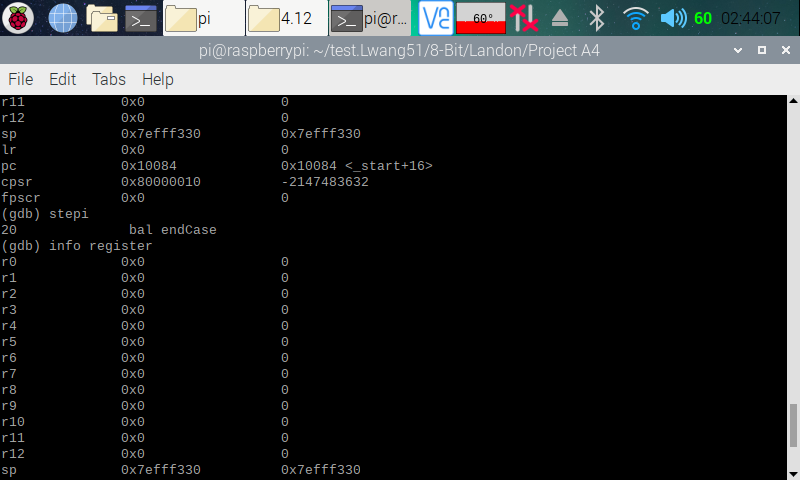 pi 4.12 pi@r... 60° 60 02:44:07
pi@raspberrypi: ~/test.Lwang51/8-Bit/Landon/Project A4
File Edit Tabs Help
r11 0x0 0
r12 0x0 0
sp 0x7efff330 0x7efff330
lr 0x0 0
pc 0x10084 0x10084 <_start+16>
cpsr 0x80000010 -2147483632
fpscr 0x0 0
(gdb) stepi
20 bal endCase
(gdb) info register
r0 0x0 0
r1 0x0 0
r2 0x0 0
r3 0x0 0
r4 0x0 0
r5 0x0 0
r6 0x0 0
r7 0x0 0
r8 0x0 0
r9 0x0 0
r10 0x0 0
r11 0x0 0
r12 0x0 0
sp 0x7efff330 0x7efff330